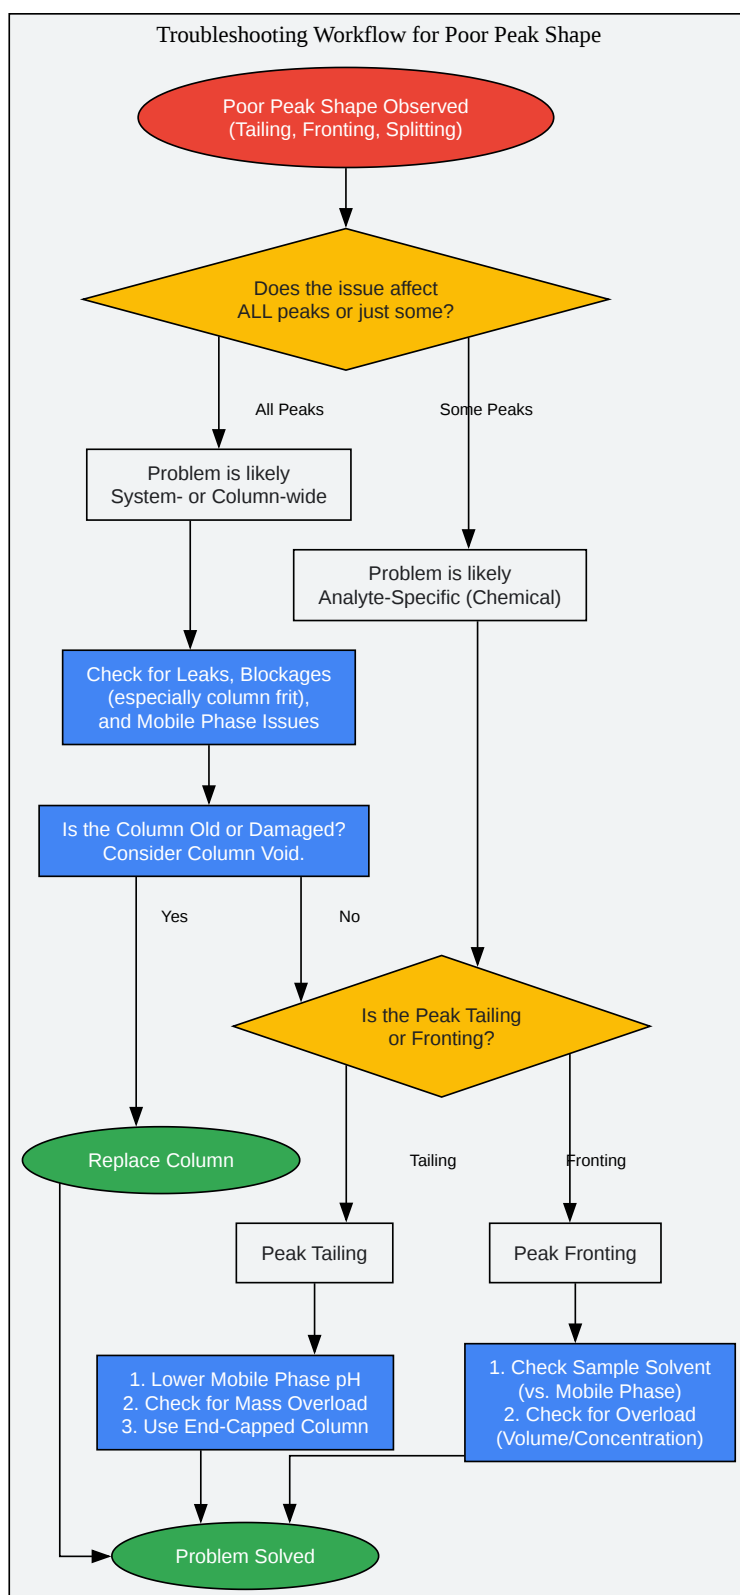 Troubleshooting Workflow for Poor Peak Shape
Poor Peak Shape Observed
(Tailing, Fronting, Splitting)
Does the issue affect
ALL peaks or just some?
All Peaks
Some Peaks
Problem is likely
System- or Column-wide
Problem is likely
Analyte-Specific (Chemical)
Check for Leaks, Blockages
(especially column frit),
and Mobile Phase Issues
Is the Column Old or Damaged?
Consider Column Void.
Yes
No
Is the Peak Tailing
or Fronting?
Replace Column
Tailing
Fronting
Peak Tailing
Peak Fronting
1. Lower Mobile Phase pH
2. Check for Mass Overload
3. Use End-Capped Column
1. Check Sample Solvent
(vs. Mobile Phase)
2. Check for Overload
(Volume/Concentration)
Problem Solved